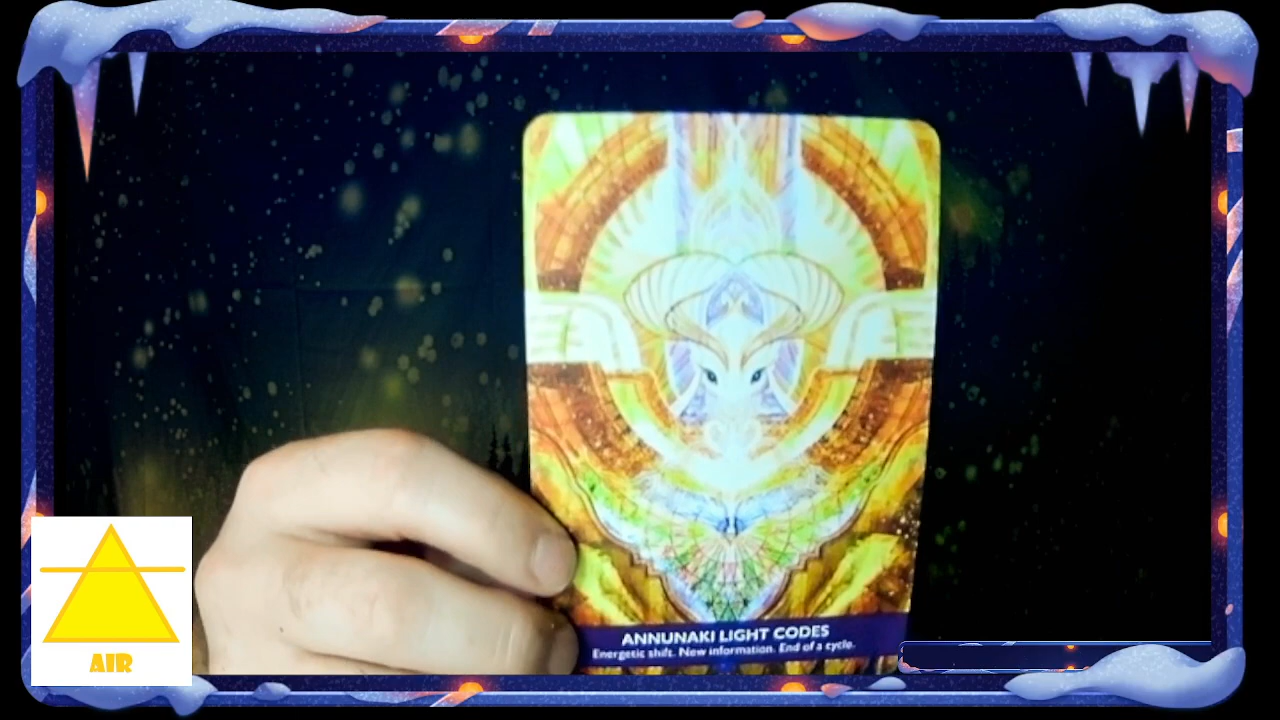 ANNUNAKI LIGHT CODES
Energetic shift. New information. End of a cycle.
AIR